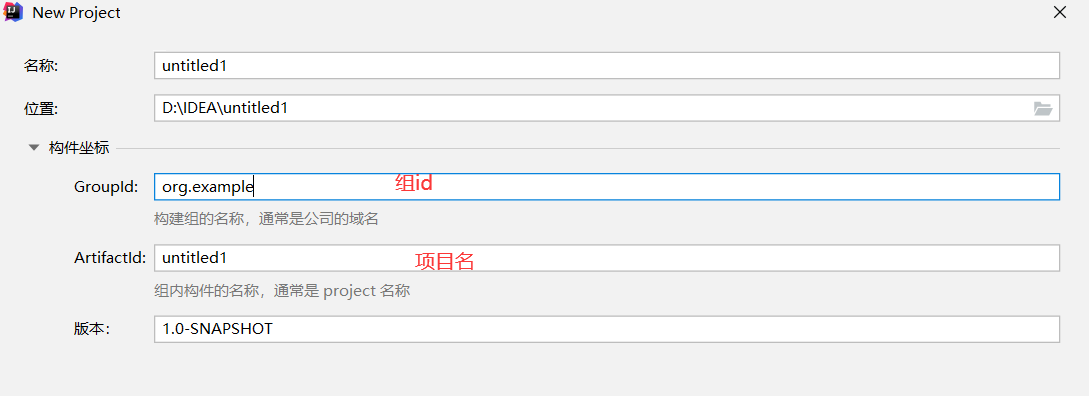 New Project
名称: untitled1
位置: D:\IDEA\untitled1
构件坐标
GroupId: org.example 组id
构建组的名称，通常是公司的域名
ArtifactId: untitled1 项目名
组内构件的名称，通常是 project 名称
版本: 1.0-SNAPSHOT